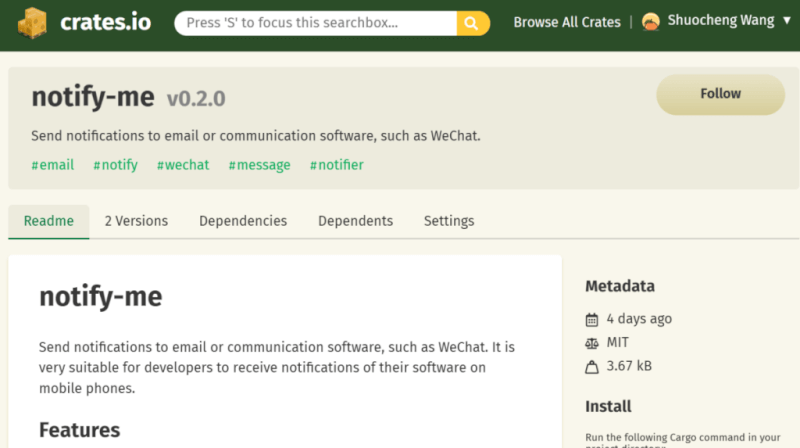 crates.io
Press 'S' to focus this searchbox...
Browse All Crates | Shuocheng Wang ▼
notify-me v0.2.0
Follow
Send notifications to email or communication software, such as WeChat.
#email #notify #wechat #message #notifier
Readme 2 Versions Dependencies Dependents Settings
notify-me
Send notifications to email or communication software, such as WeChat. It is
very suitable for developers to receive notifications of their software on
mobile phones.
Features
Metadata
4 days ago
MIT
3.67 kB
Install
Run the following Cargo command in your
project directory: